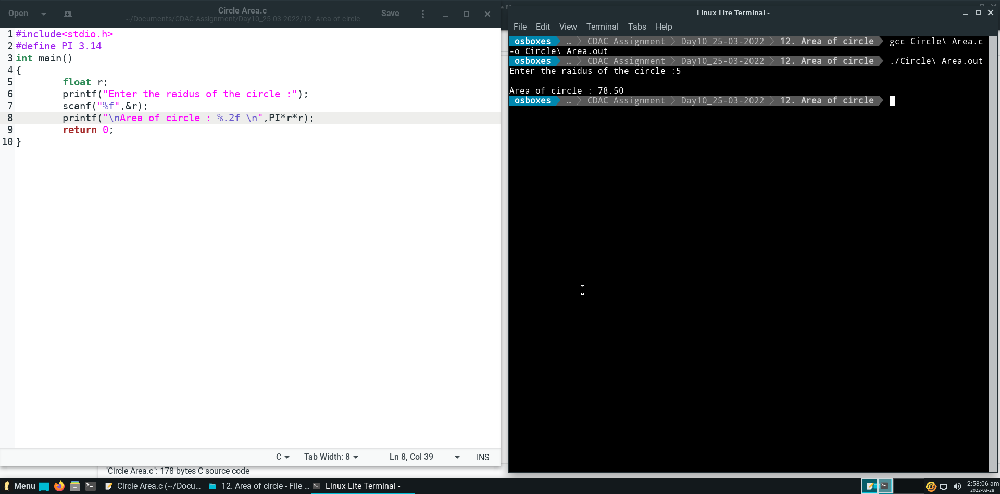 Open
Circle Area.c
~/Documents/CDAC Assignment/Day10_25-03-2022/12. Area of circle
Save
1 #include<stdio.h>
2 #define PI 3.14
3 int main()
4 {
5 float r;
6 printf("Enter the raidus of the circle :");
7 scanf("%f",&r);
8 printf("\nArea of circle : %.2f \n",PI*r*r);
9 return 0;
10 }
C
Tab Width: 8
Ln 8, Col 39
INS
"Circle Area.c": 178 bytes C source code
Linux Lite Terminal -
File Edit View Terminal Tabs Help
osboxes … CDAC Assignment Day10_25-03-2022 12. Area of circle gcc Circle\ Area.c
-o Circle\ Area.out
osboxes … CDAC Assignment Day10_25-03-2022 12. Area of circle ./Circle\ Area.out
Enter the raidus of the circle :5
Area of circle : 78.50
osboxes … CDAC Assignment Day10_25-03-2022 12. Area of circle
Menu
Circle Area.c (~/Docu...
12. Area of circle - File ...
Linux Lite Terminal -
2:58:06 am
2022-03-28